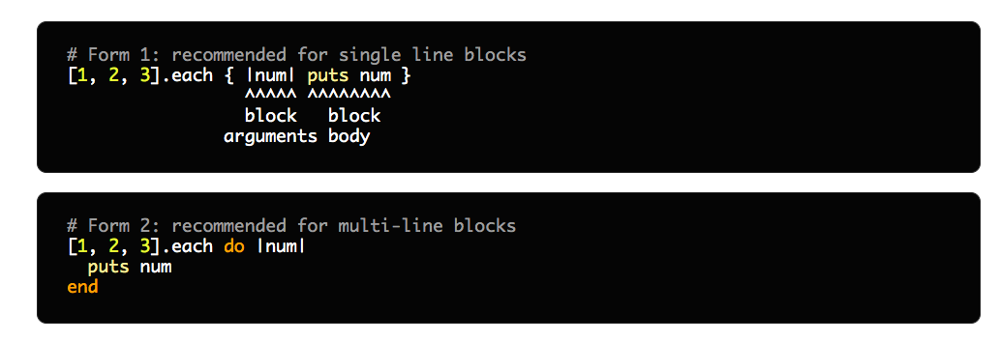 # Form 1: recommended for single line blocks
[1, 2, 3].each { |num| puts num }
                 ^^^^^ ^^^^^^^^
                 block   block
               arguments body
# Form 2: recommended for multi-line blocks
[1, 2, 3].each do |num|
  puts num
end